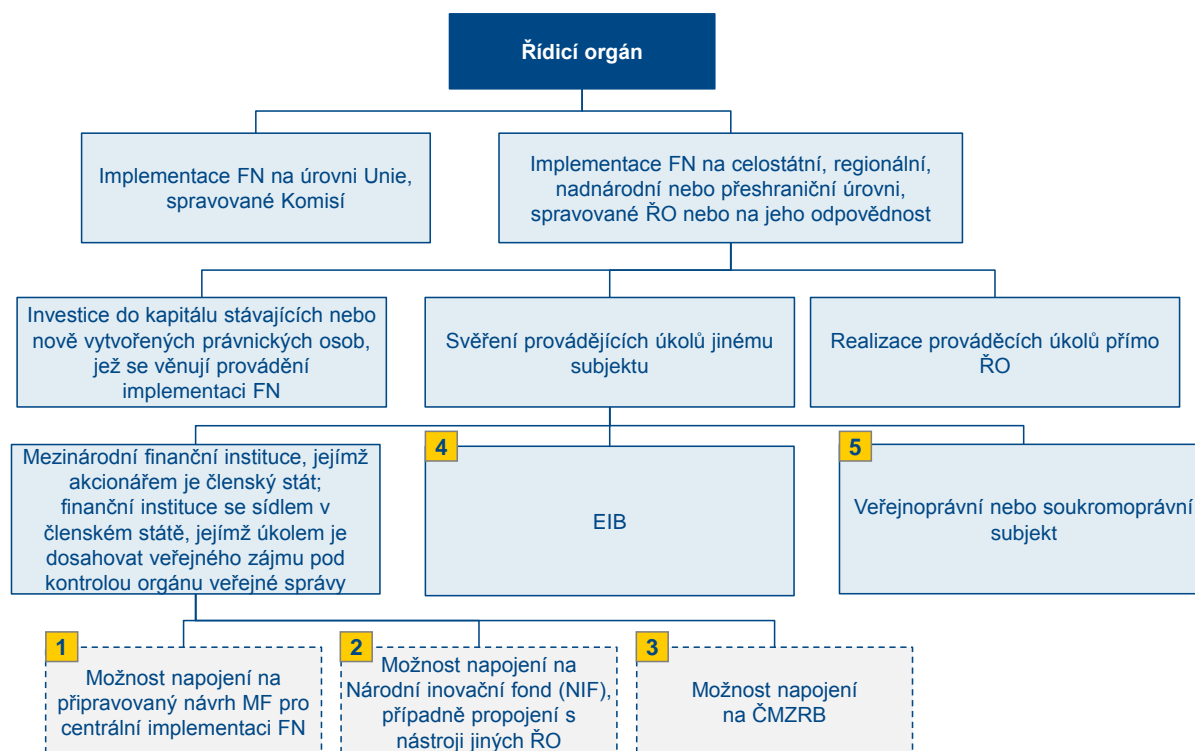 Řídicí orgán
Implementace FN na úrovni Unie,
spravované Komisí
Implementace FN na celostátní, regionální,
nadnárodní nebo přeshraniční úrovni,
spravované ŘO nebo na jeho odpovědnost
Investice do kapitálu stávajících nebo
nově vytvořených právnických osob,
jež se věnují provádění
implementaci FN
Svěření provádějících úkolů jinému
subjektu
Realizace prováděcích úkolů přímo
ŘO
Mezinárodní finanční instituce, jejímž
akcionářem je členský stát;
finanční instituce se sídlem v
členském státě, jejímž úkolem je
dosahovat veřejného zájmu pod
kontrolou orgánu veřejné správy
4
EIB
5
Veřejnoprávní nebo soukromoprávní
subjekt
1
Možnost napojení na
připravovaný návrh MF pro
centrální implementaci FN
2
Možnost napojení na
Národní inovační fond (NIF),
případně propojení s
nástroji jiných ŘO
3
Možnost napojení
na ČMZRB